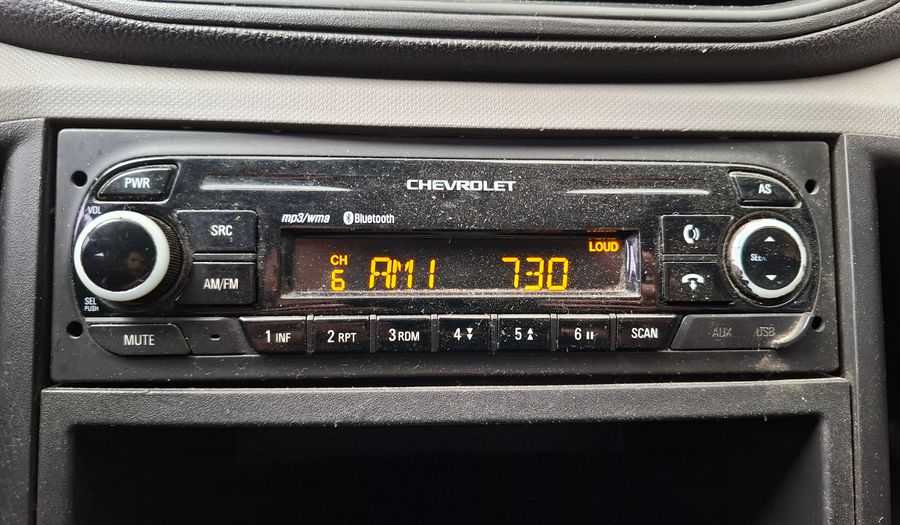 CHEVROLET
PWR
AS
VOL
SRC
mp3/wma
Bluetooth
LOUD
CH
6
AM1
730
SEEK
AM/FM
SEL
PUSH
MUTE
1 INF
2 RPT
3 RDM
4
5
6
SCAN
AUX
USB